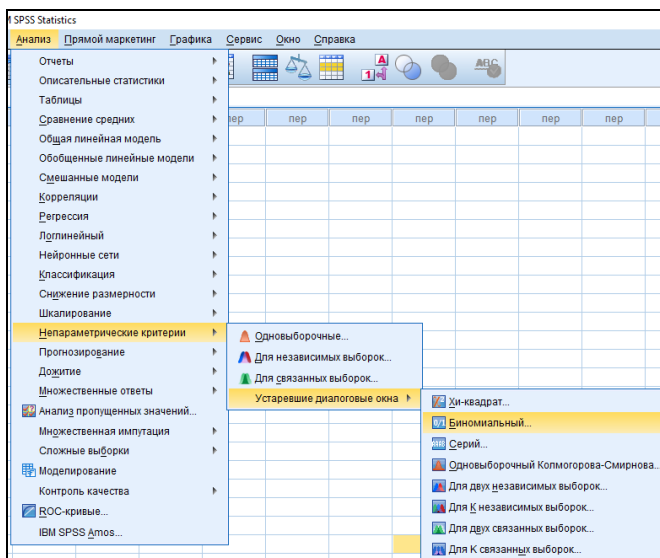 M SPSS Statistics
Анализ Прямой маркетинг Графика Сервис Окно Справка
Отчеты
Описательные статистики
Таблицы
Сравнение средних
Общая линейная модель
Обобщенные линейные модели
Смешанные модели
Корреляции
Регрессия
Логлинейный
Нейронные сети
Классификация
Снижение размерности
Шкалирование
Непараметрические критерии
Прогнозирование
Дожитие
Множественные ответы
Анализ пропущенных значений...
Множественная импутация
Сложные выборки
Моделирование
Контроль качества
ROC-кривые...
IBM SPSS Amos...
A
1
ABC
пер пер пер пер пер пер пер
Одновыборочные...
Для независимых выборок...
Для связанных выборок...
Устаревшие диалоговые окна
Хи-квадрат...
0/1 Биномиальный...
Серий...
Одновыборочный Колмогорова-Смирнова...
Для двух независимых выборок...
Для К независимых выборок...
Для двух связанных выборок...
Для К связанных выборок...